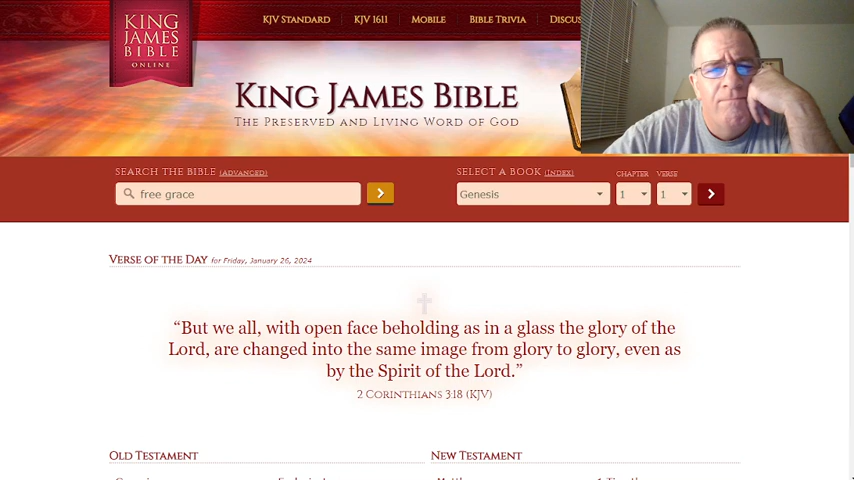 KJV STANDARD KJV 1611 MOBILE BIBLE TRIVIA
KING
JAMES
BIBLE
ONLINE
KING JAMES BIBLE
THE PRESERVED AND LIVING WORD OF GOD
SEARCH THE BIBLE (ADVANCED)
free grace
SELECT A BOOK (INDEX) CHAPTER VERSE
Genesis 1 1
VERSE OF THE DAY for Friday, January 26, 2024
“But we all, with open face beholding as in a glass the glory of the
Lord, are changed into the same image from glory to glory, even as
by the Spirit of the Lord.”
2 CORINTHIANS 3:18 (KJV)
OLD TESTAMENT
NEW TESTAMENT